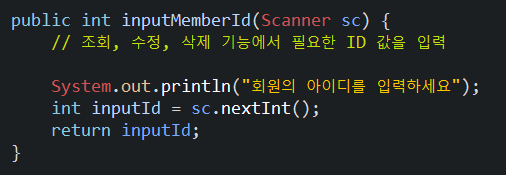 public int inputMemberId(Scanner sc) {
// 조회, 수정, 삭제 기능에서 필요한 ID 값을 입력
System.out.println("회원의 아이디를 입력하세요");
int inputId = sc.nextInt();
return inputId;
}